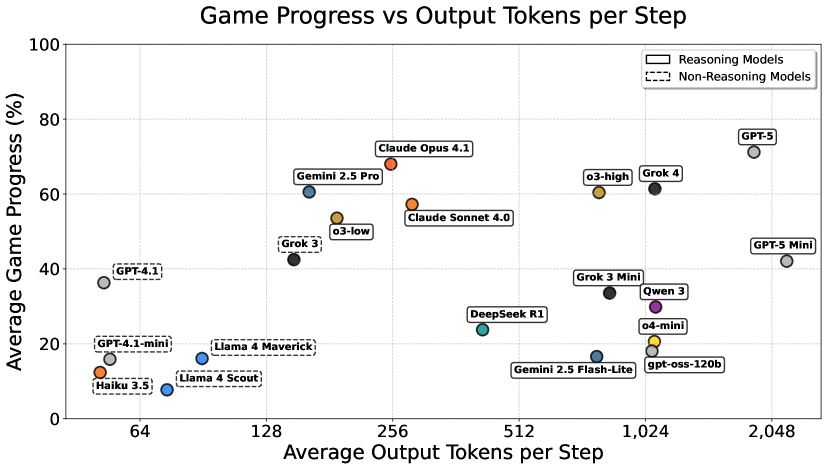 Game Progress vs Output Tokens per Step
100
80
60
40
20
0
Average Game Progress (%)
Reasoning Models
Non-Reasoning Models
GPT-5
Claude Opus 4.1
Gemini 2.5 Pro
o3-high
Grok 4
Claude Sonnet 4.0
o3-low
Grok 3
GPT-5 Mini
GPT-4.1
Grok 3 Mini
Qwen 3
DeepSeek R1
o4-mini
GPT-4.1-mini
Llama 4 Maverick
gpt-oss-120b
Gemini 2.5 Flash-Lite
Haiku 3.5
Llama 4 Scout
64
128
256
512
1,024
2,048
Average Output Tokens per Step